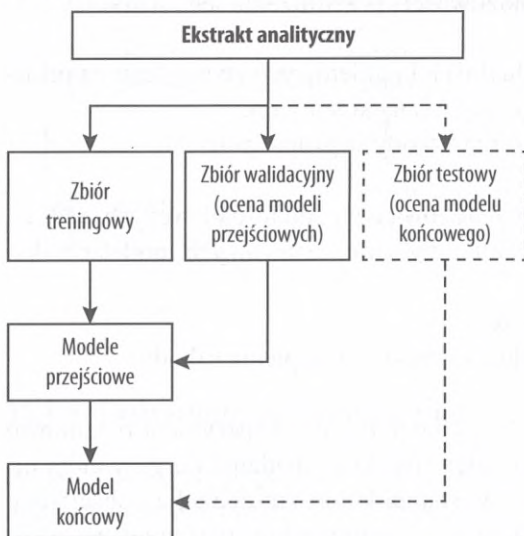 Ekstrakt analityczny
Zbiór
treningowy
Zbiór walidacyjny
(ocena modeli
przejściowych)
Zbiór testowy
(ocena modelu
końcowego)
Modele
przejściowe
Model
końcowy